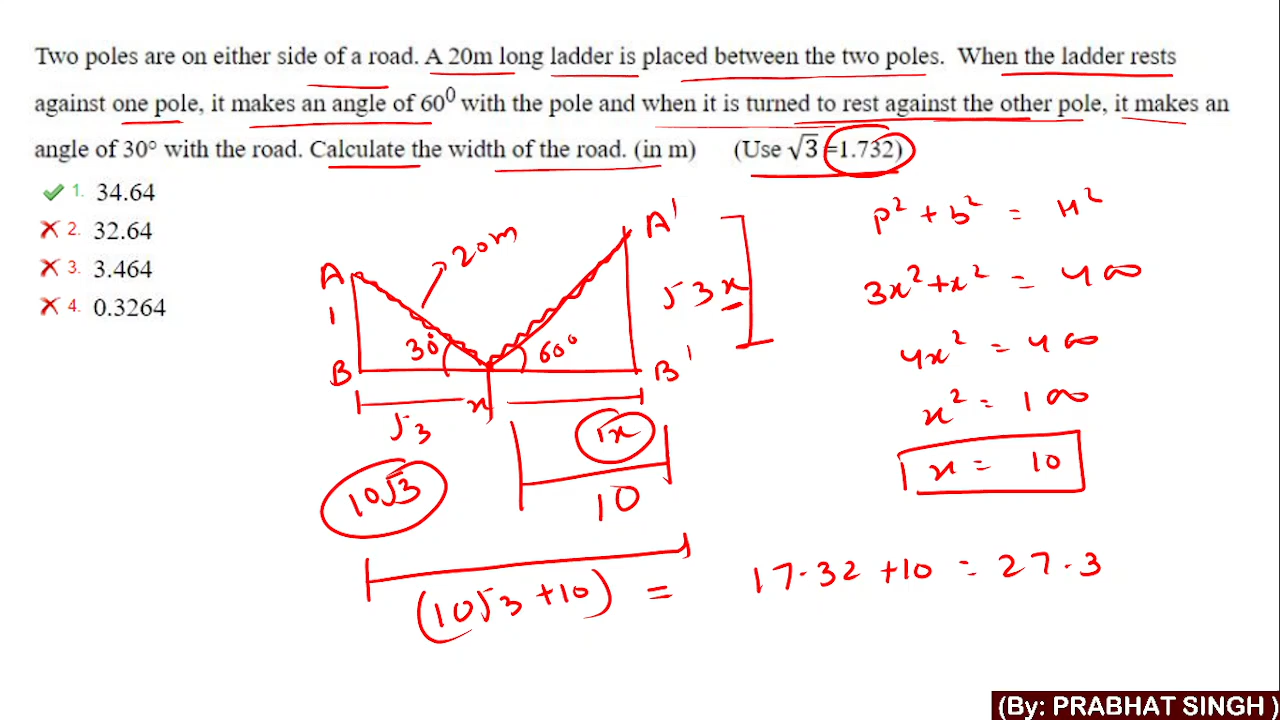 Two poles are on either side of a road. A 20m long ladder is placed between the two poles. When the ladder rests
against one pole, it makes an angle of 60⁰ with the pole and when it is turned to rest against the other pole, it makes an
angle of 30° with the road. Calculate the width of the road. (in m) (Use √3 =1.732)
1. 34.64
2. 32.64
3. 3.464
4. 0.3264
A
20m
A'
1
30°
60°
√3x
B
x
B'
√3
1x
10√3
10
(10√3 +10) = 17.32 +10 = 27.3
p² + b² = H²
3x² + x² = 400
4x² = 400
x² = 100
x = 10
(By: PRABHAT SINGH )